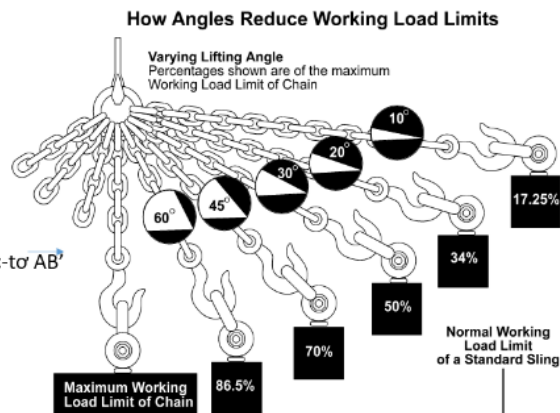 How Angles Reduce Working Load Limits
Varying Lifting Angle
Percentages shown are of the maximum
Working Load Limit of Chain
10°
20°
30°
45°
60°
17.25%
34%
50%
70%
86.5%
-tơ AB’
Normal Working
Load Limit
of a Standard Sling
Maximum Working
Load Limit of Chain